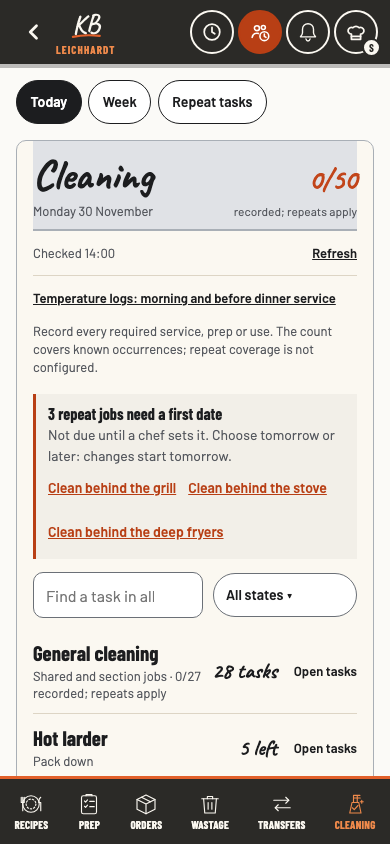 KB
LEICHHARDT
S
Today Week Repeat tasks
Cleaning 0/50
Monday 30 November recorded; repeats apply
Checked 14:00 Refresh
Temperature logs: morning and before dinner service
Record every required service, prep or use. The count
covers known occurrences; repeat coverage is not
configured.
3 repeat jobs need a first date
Not due until a chef sets it. Choose tomorrow or
later: changes start tomorrow.
Clean behind the grill Clean behind the stove
Clean behind the deep fryers
Find a task in all All states
General cleaning
Shared and section jobs · 0/27 28 tasks Open tasks
recorded; repeats apply
Hot larder
5 left Open tasks
Pack down
RECIPES PREP ORDERS WASTAGE TRANSFERS CLEANING